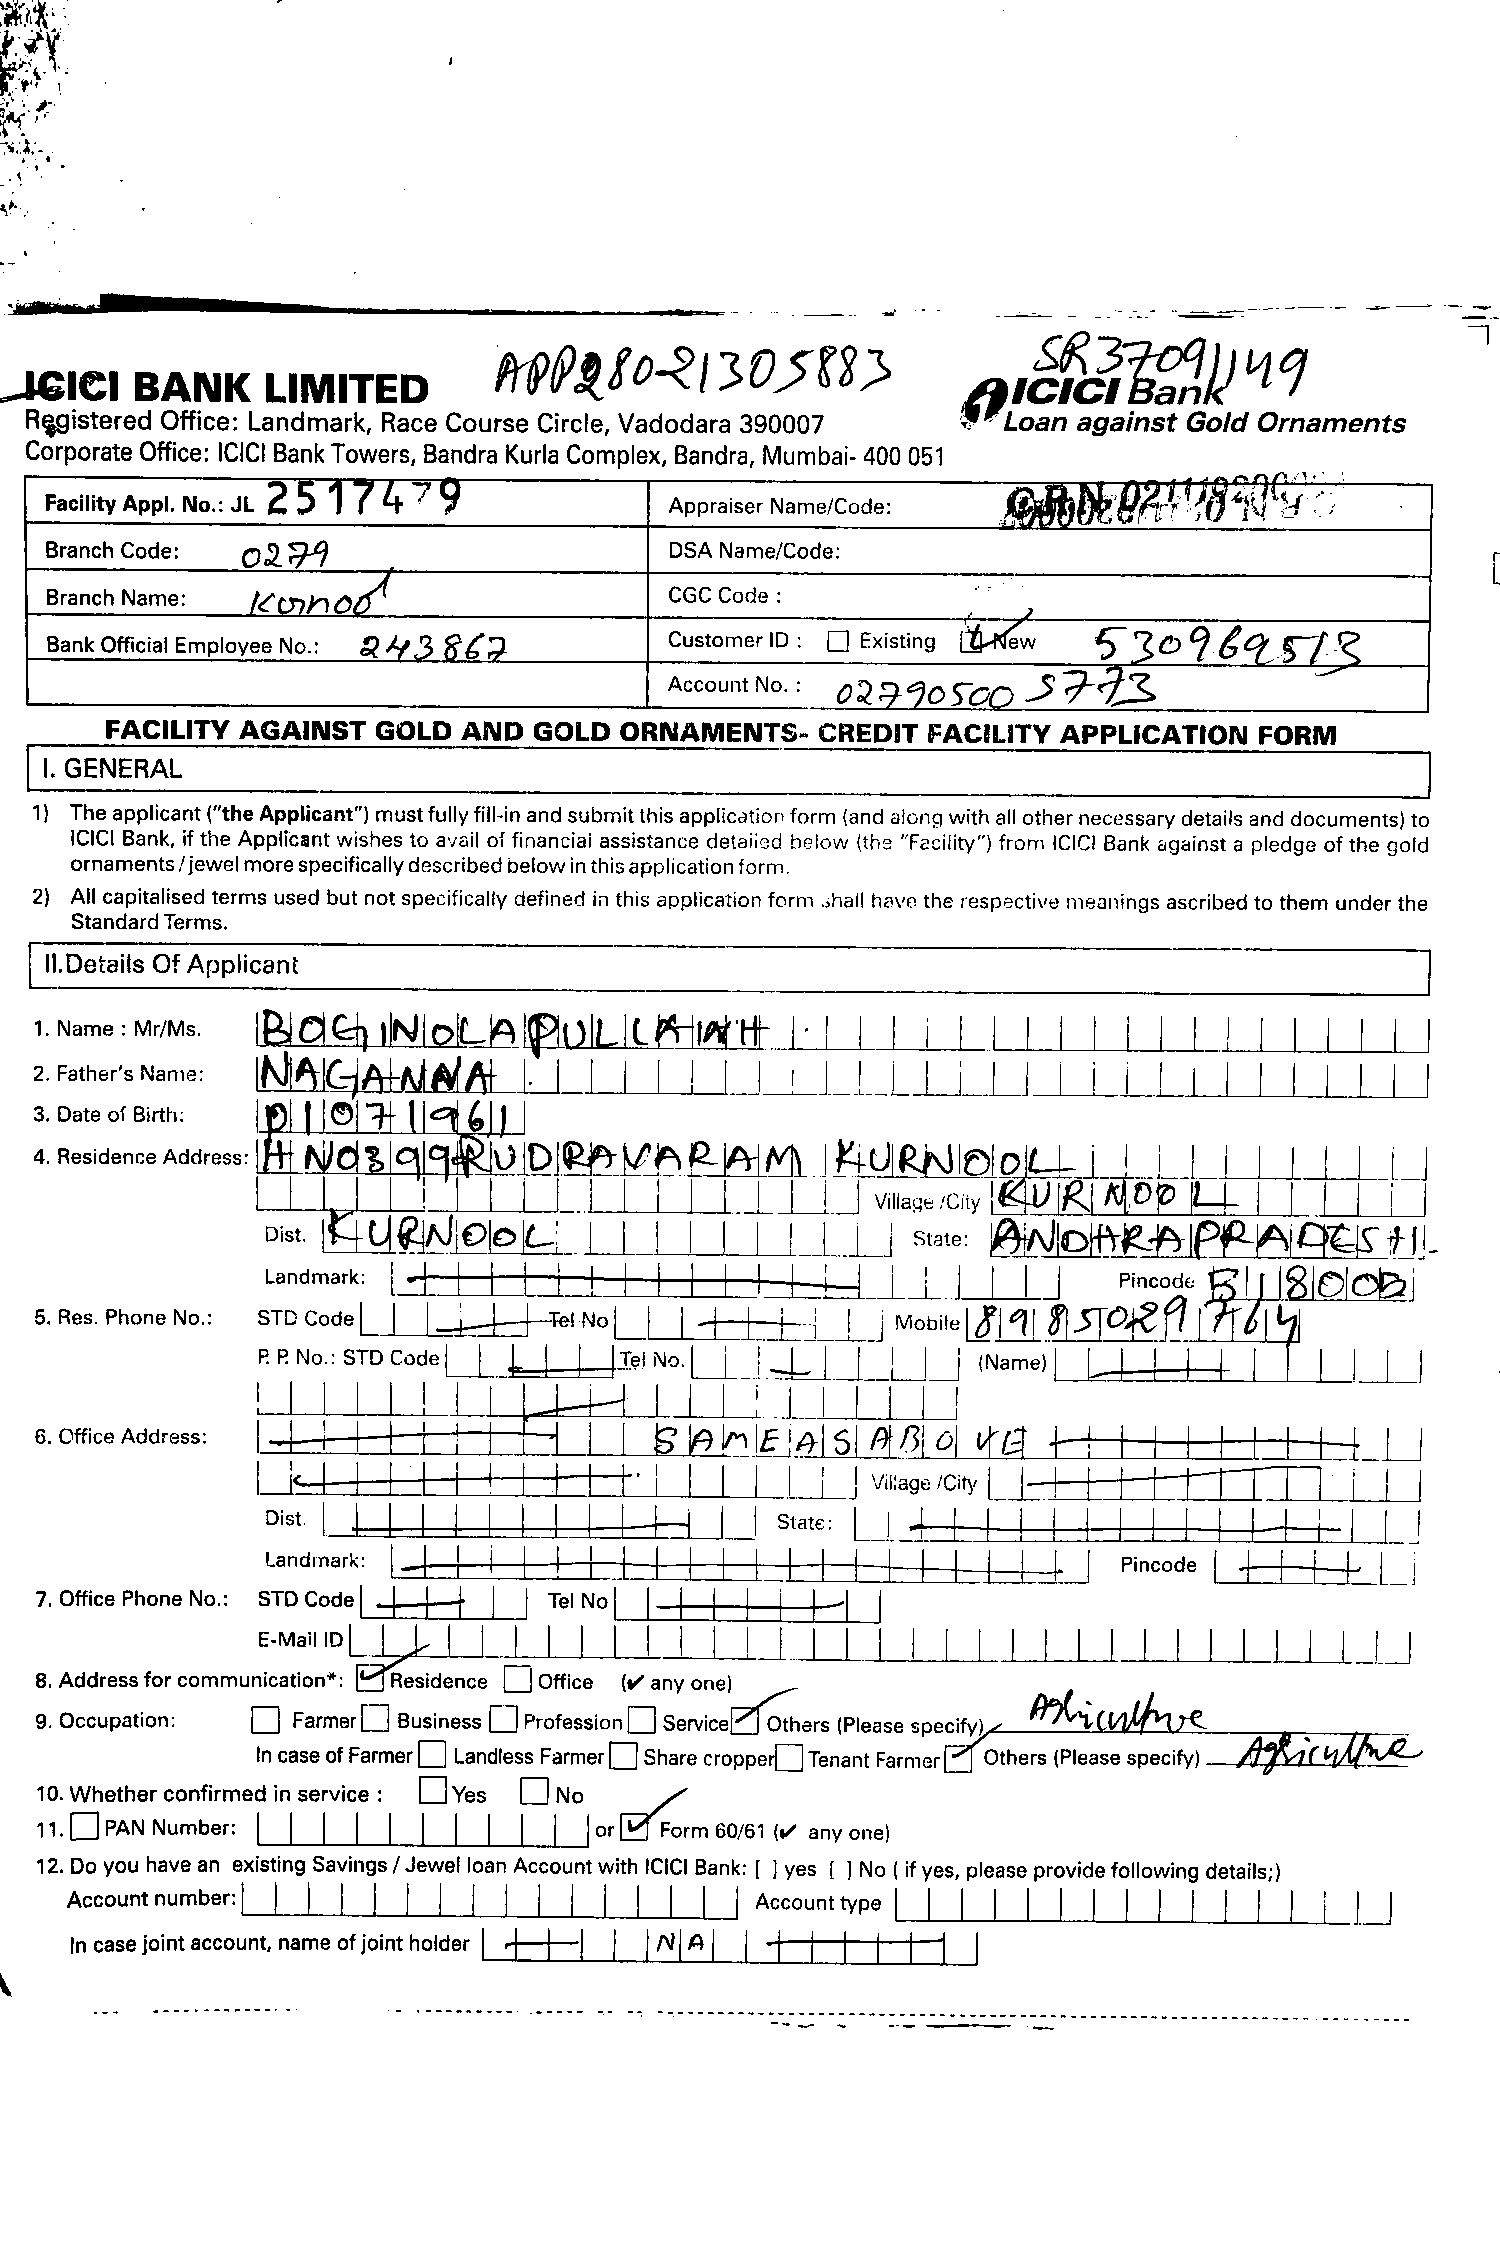 APP28021305883 SR37091149
ICICI BANK LIMITED ICICI Bank
Registered Office: Landmark, Race Course Circle, Vadodara 390007 Loan against Gold Ornaments
Corporate Office: ICICI Bank Towers, Bandra Kurla Complex, Bandra, Mumbai- 400 051
Facility Appl. No.: JL 2517479 Appraiser Name/Code:
Branch Code: 0279 DSA Name/Code:
Branch Name: Kurnool CGC Code :
Bank Official Employee No.: 243867 Customer ID : Existing New 530969513
Account No. : 027905005773
FACILITY AGAINST GOLD AND GOLD ORNAMENTS- CREDIT FACILITY APPLICATION FORM
I. GENERAL
1) The applicant ("the Applicant") must fully fill-in and submit this application form (and along with all other necessary details and documents) to
ICICI Bank, if the Applicant wishes to avail of financial assistance detailed below (the "Facility") from ICICI Bank against a pledge of the gold
ornaments/jewel more specifically described below in this application form.
2) All capitalised terms used but not specifically defined in this application form shall have the respective meanings ascribed to them under the
Standard Terms.
II.Details Of Applicant
1. Name : Mr/Ms. BOGINOLA PULLAIAH
2. Father's Name: NAGANNA
3. Date of Birth: 01071961
4. Residence Address: H NO 399 RUDRAVARAM KURNOOL
Village /City KURNOOL
Dist. KURNOOL State: ANDHRAPRADESH
Landmark: Pincode 518002
5. Res. Phone No.: STD Code Tel No Mobile 8985029764
P. P. No.: STD Code Tel No. (Name)
6. Office Address: SAME AS ABOVE
Village /City
Dist. State:
Landmark: Pincode
7. Office Phone No.: STD Code Tel No
E-Mail ID
8. Address for communication*: Residence Office (✔ any one)
9. Occupation: Farmer Business Profession Service Others (Please specify) Agriculture
In case of Farmer Landless Farmer Share cropper Tenant Farmer Others (Please specify) Agriculture
10. Whether confirmed in service : Yes No
11. PAN Number: or Form 60/61 (✔ any one)
12. Do you have an existing Savings / Jewel loan Account with ICICI Bank: [ ] yes [ ] No ( if yes, please provide following details;)
Account number: Account type
In case joint account, name of joint holder NA